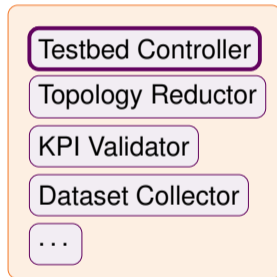 Testbed Controller
Topology Reductor
KPI Validator
Dataset Collector
...